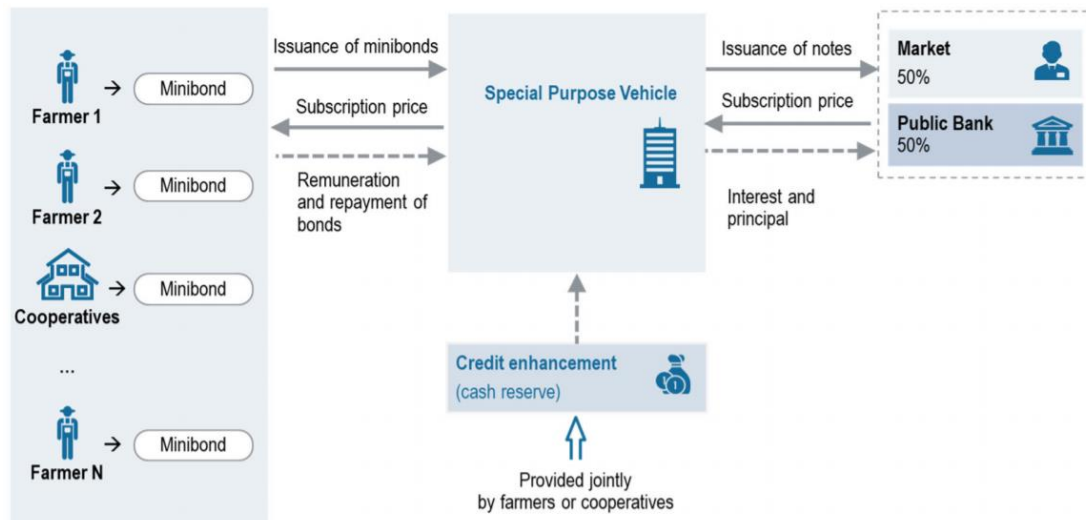 Farmer 1
→ Minibond
Farmer 2
→ Minibond
Cooperatives
→ Minibond
...
Farmer N
→ Minibond
Issuance of minibonds
Subscription price
Remuneration
and repayment of
bonds
Special Purpose Vehicle
Credit enhancement
(cash reserve)
1
Provided jointly
by farmers or cooperatives
Issuance of notes
Subscription price
Interest and
principal
Market
50%
Public Bank
50%